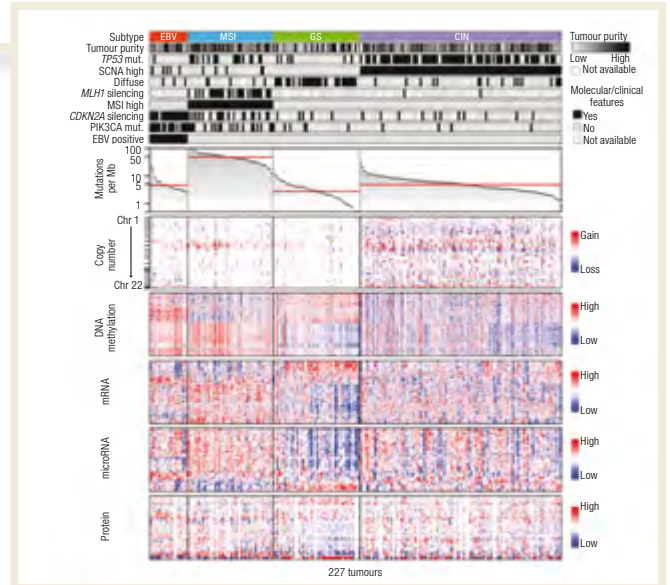 Subtype EBV MSI GS CIN
Tumour purity
TP53 mut.
SCNA high
Diffuse
MLH1 silencing
MSI high
CDKN2A silencing
PIK3CA mut.
EBV positive
Tumour purity
Low High
Not available
Molecular/clinical
features
Yes
No
Not available
Mutations
per Mb
100
50
10
5
1
Copy
number
Chr 1
Chr 22
Gain
Loss
DNA
methylation
High
Low
mRNA
High
Low
microRNA
High
Low
Protein
High
Low
227 tumours